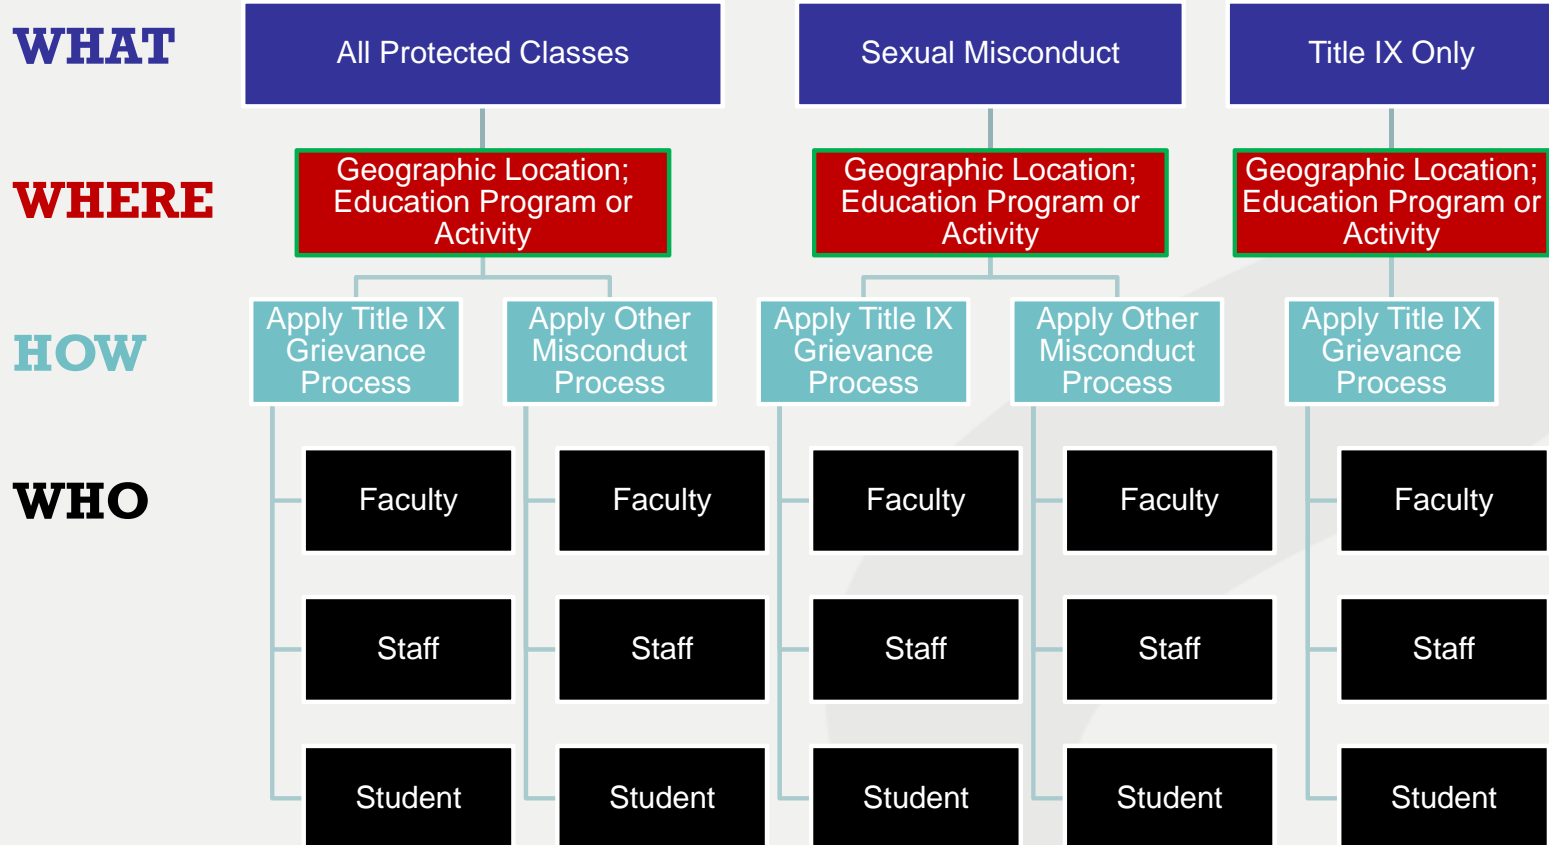 WHAT
All Protected Classes
Sexual Misconduct
Title IX Only
WHERE
Geographic Location;
Education Program or
Activity
Geographic Location;
Education Program or
Activity
Geographic Location;
Education Program or
Activity
HOW
Apply Title IX
Grievance
Process
Apply Other
Misconduct
Process
Apply Title IX
Grievance
Process
Apply Other
Misconduct
Process
Apply Title IX
Grievance
Process
WHO
Faculty
Faculty
Faculty
Faculty
Faculty
Staff
Staff
Staff
Staff
Staff
Student
Student
Student
Student
Student